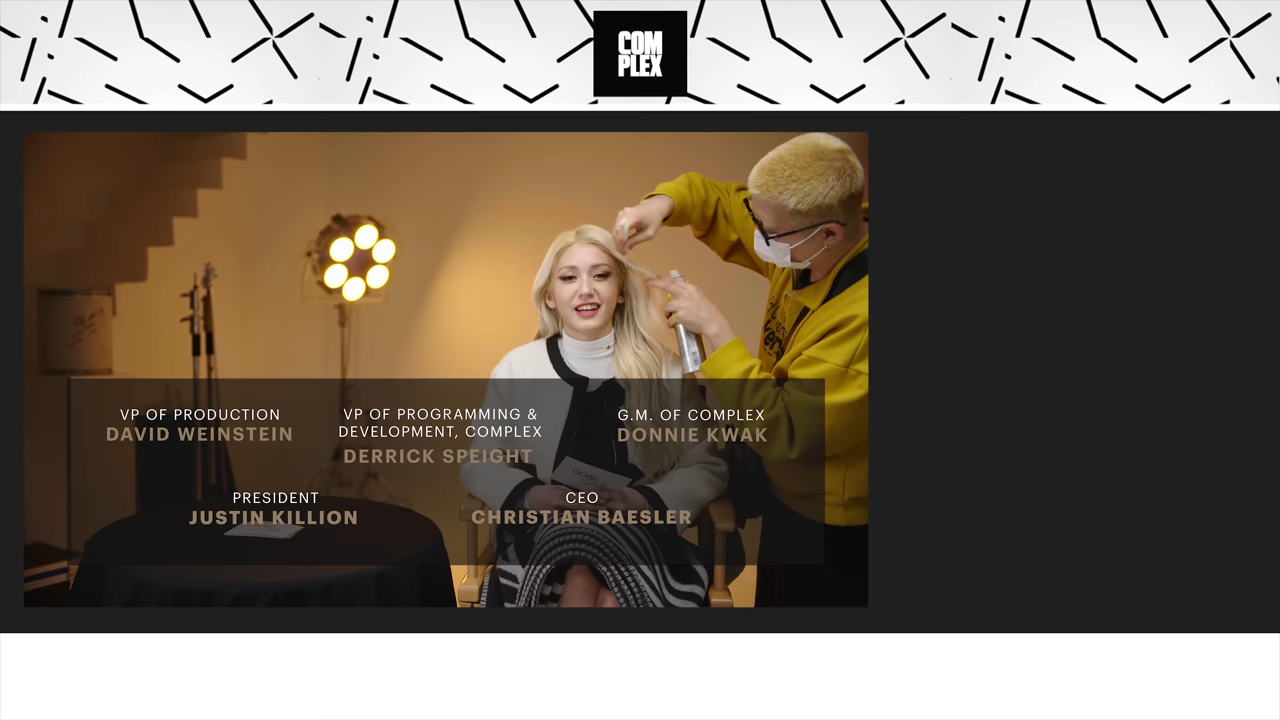 COM
PLEX
VP OF PRODUCTION
DAVID WEINSTEIN
VP OF PROGRAMMING &
DEVELOPMENT, COMPLEX
DERRICK SPEIGHT
G.M. OF COMPLEX
DONNIE KWAK
PRESIDENT
JUSTIN KILLION
CEO
CHRISTIAN BAESLER